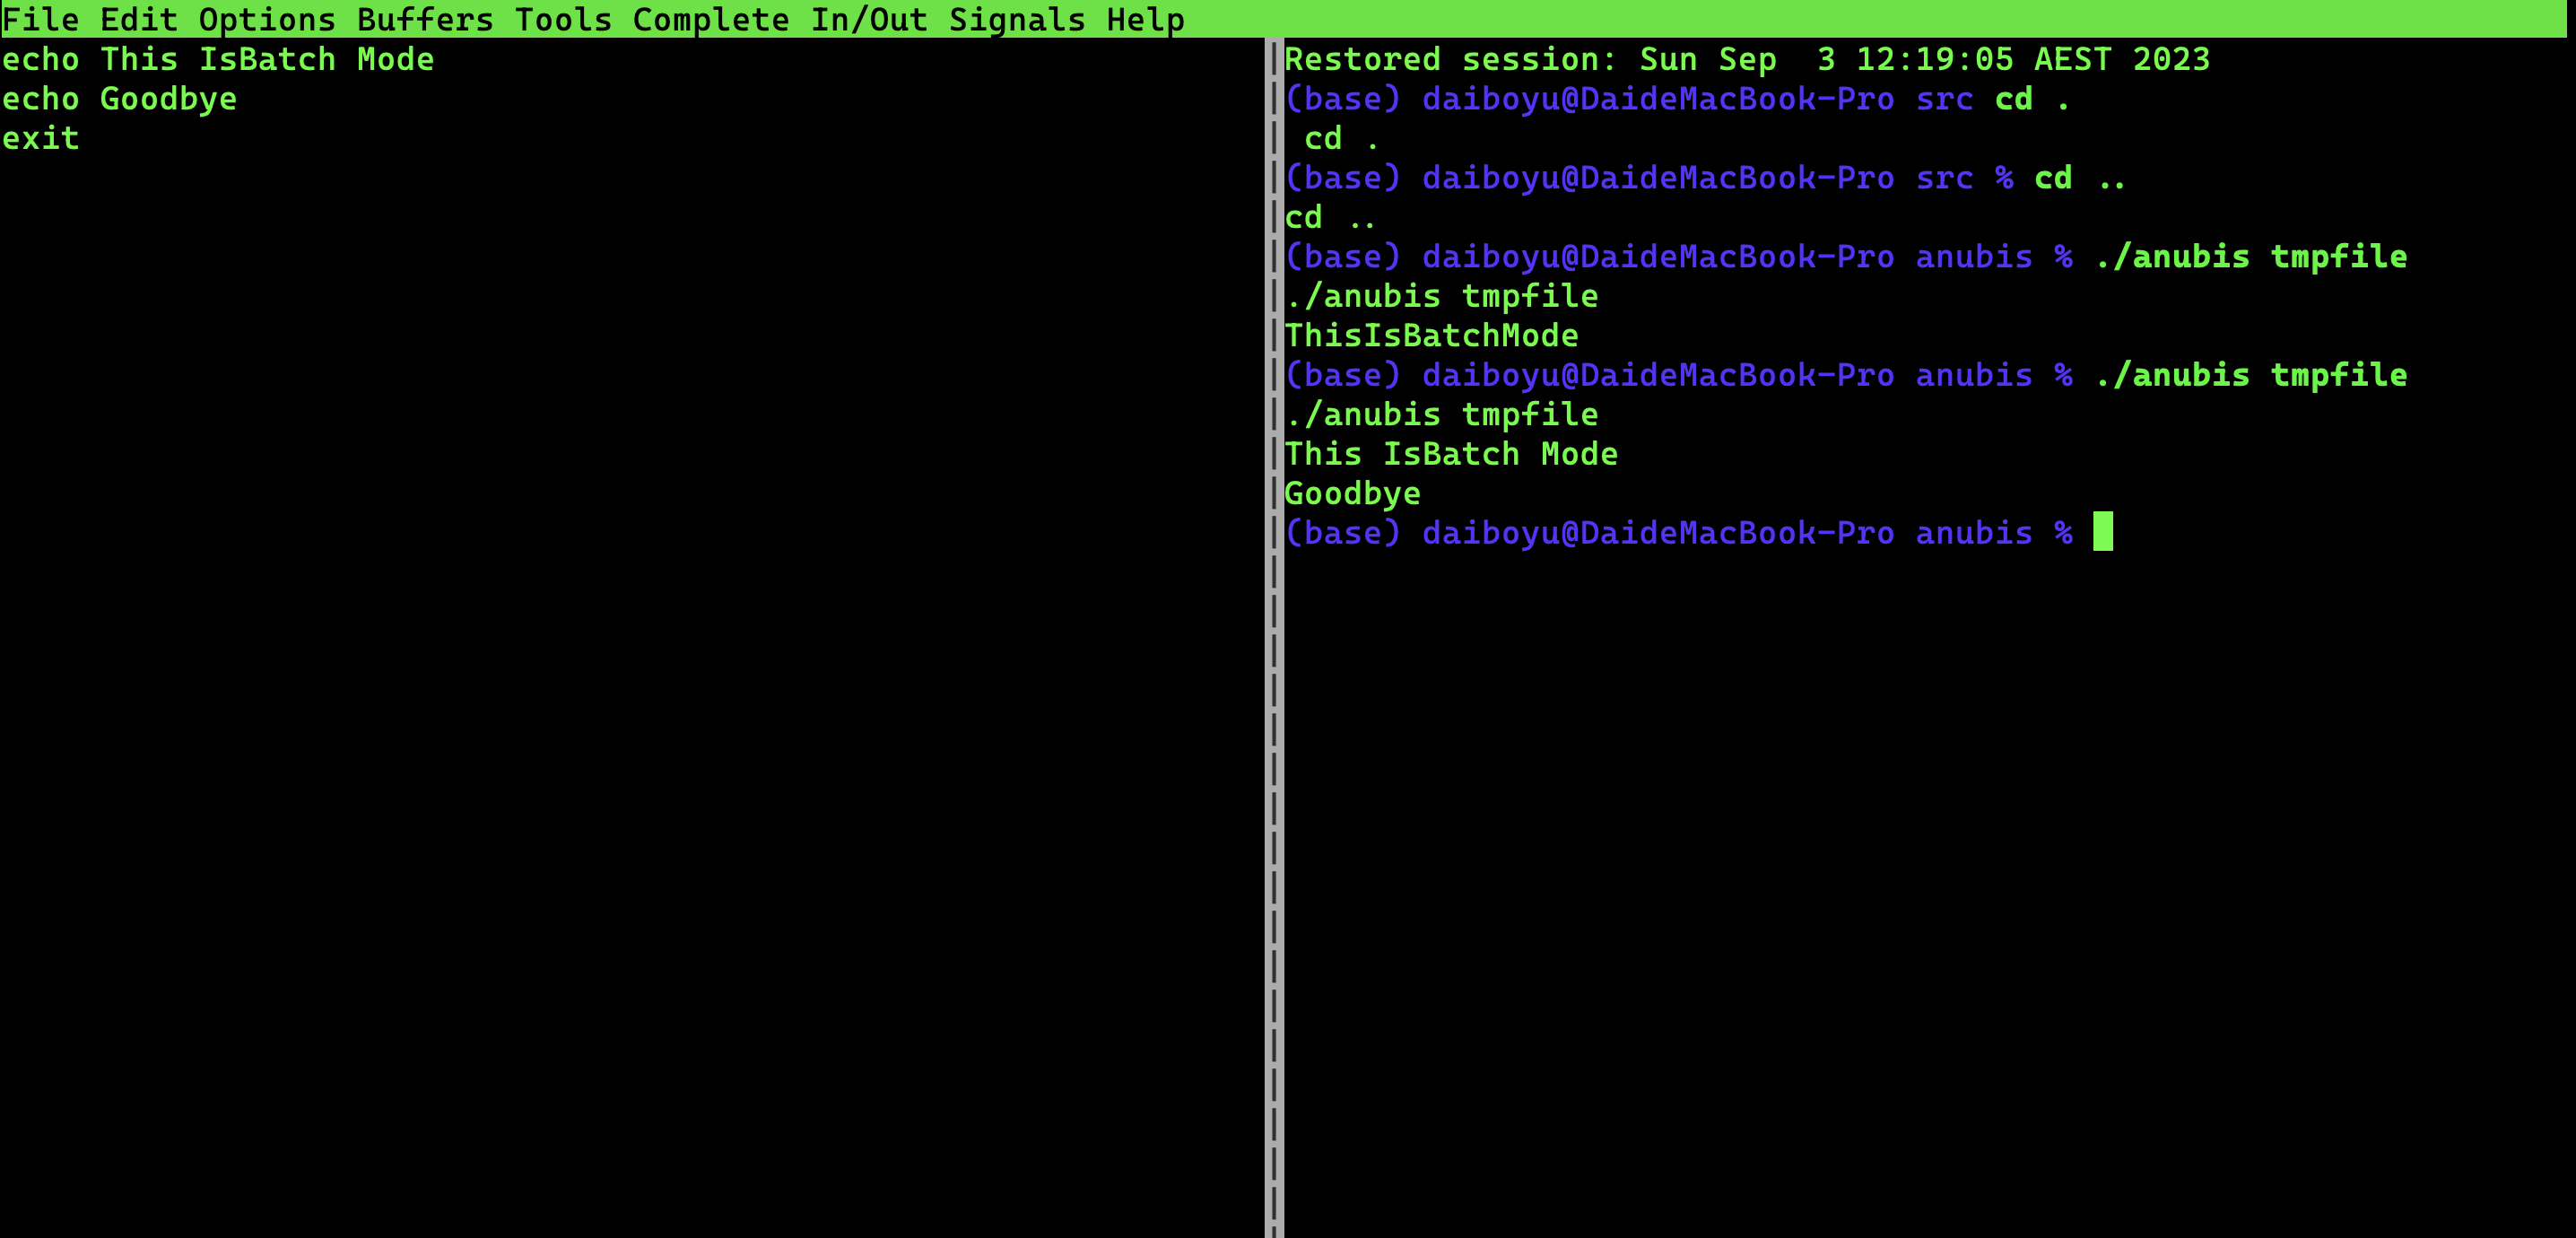 File Edit Options Buffers Tools Complete In/Out Signals Help
echo This IsBatch Mode
echo Goodbye
exit
Restored session: Sun Sep  3 12:19:05 AEST 2023
(base) daiboyu@DaideMacBook-Pro src cd .
 cd .
(base) daiboyu@DaideMacBook-Pro src % cd ..
cd ..
(base) daiboyu@DaideMacBook-Pro anubis % ./anubis tmpfile
./anubis tmpfile
ThisIsBatchMode
(base) daiboyu@DaideMacBook-Pro anubis % ./anubis tmpfile
./anubis tmpfile
This IsBatch Mode
Goodbye
(base) daiboyu@DaideMacBook-Pro anubis %